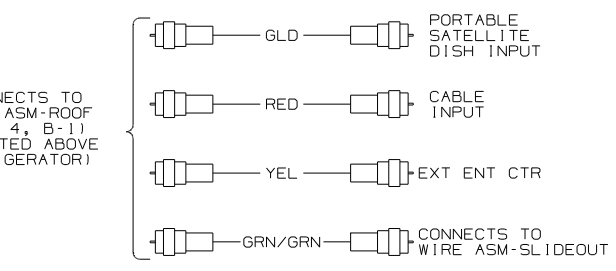 GLD
PORTABLE
SATELLITE
DISH INPUT
NECTS TO
ASM-ROOF
4, B-1)
TED ABOVE
GERATOR)
RED
CABLE
INPUT
YEL
EXT ENT CTR
GRN/GRN
CONNECTS TO
WIRE ASM-SLIDEOUT